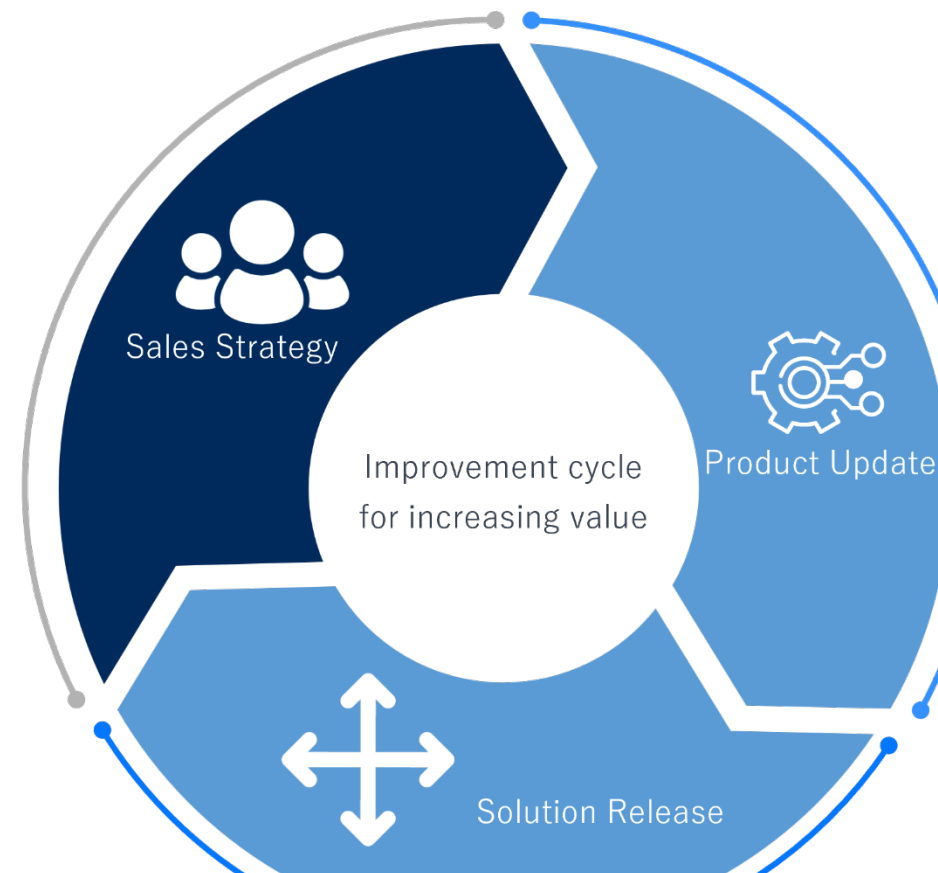 Sales Strategy
Product Update
Improvement cycle
for increasing value
Solution Release